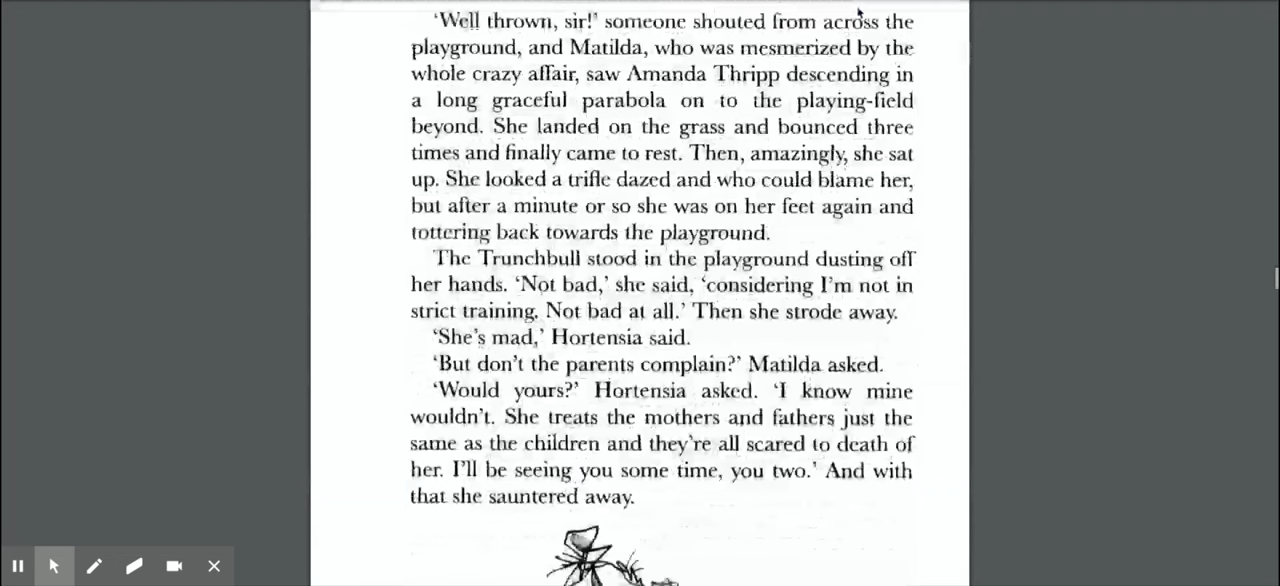 ‘Well thrown, sir!’ someone shouted from across the
playground, and Matilda, who was mesmerized by the
whole crazy affair, saw Amanda Thripp descending in
a long graceful parabola on to the playing-field
beyond. She landed on the grass and bounced three
times and finally came to rest. Then, amazingly, she sat
up. She looked a trifle dazed and who could blame her,
but after a minute or so she was on her feet again and
tottering back towards the playground.
The Trunchbull stood in the playground dusting off
her hands. ‘Not bad,’ she said, ‘considering I’m not in
strict training. Not bad at all.’ Then she strode away.
‘She’s mad,’ Hortensia said.
‘But don’t the parents complain?’ Matilda asked.
‘Would yours?’ Hortensia asked. ‘I know mine
wouldn’t. She treats the mothers and fathers just the
same as the children and they’re all scared to death of
her. I’ll be seeing you some time, you two.’ And with
that she sauntered away.